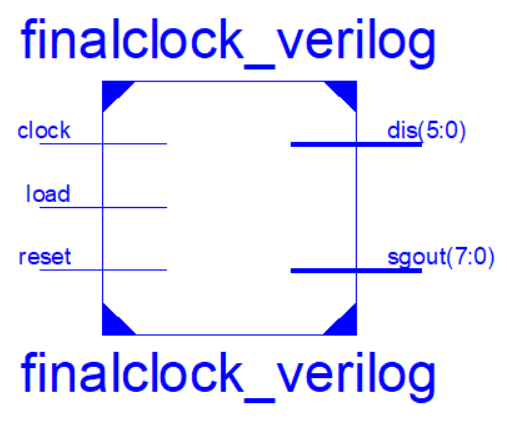 finalclock_verilog
clock
dis(5:0)
load
reset
sgout(7:0)
finalclock_verilog